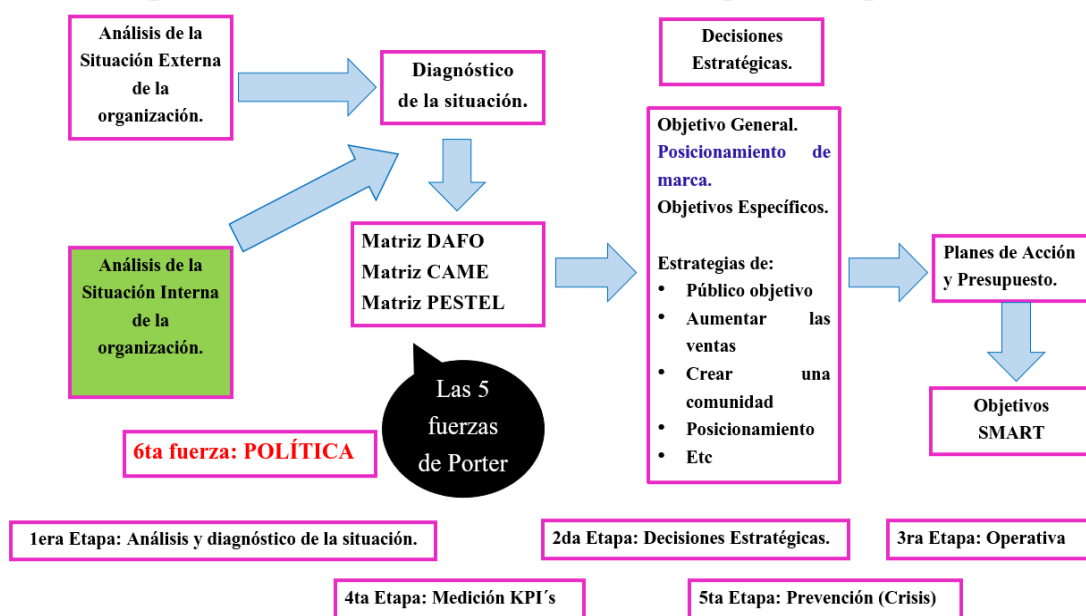 Análisis de la
Situación Externa
de la
organización.
Diagnóstico
de la situación.
Decisiones
Estratégicas.
Análisis de la
Situación Interna
de la
organización.
Matriz DAFO
Matriz CAME
Matriz PESTEL
Objetivo General.
Posicionamiento de
marca.
Objetivos Específicos.
Estrategias de:
• Público objetivo
• Aumentar las
ventas
• Crear una
comunidad
• Posicionamiento
• Etc
Planes de Acción
y Presupuesto.
Objetivos
SMART
Las 5
fuerzas
de Porter
6ta fuerza: POLÍTICA
1era Etapa: Análisis y diagnóstico de la situación.
2da Etapa: Decisiones Estratégicas.
3ra Etapa: Operativa
4ta Etapa: Medición KPI´s
5ta Etapa: Prevención (Crisis)